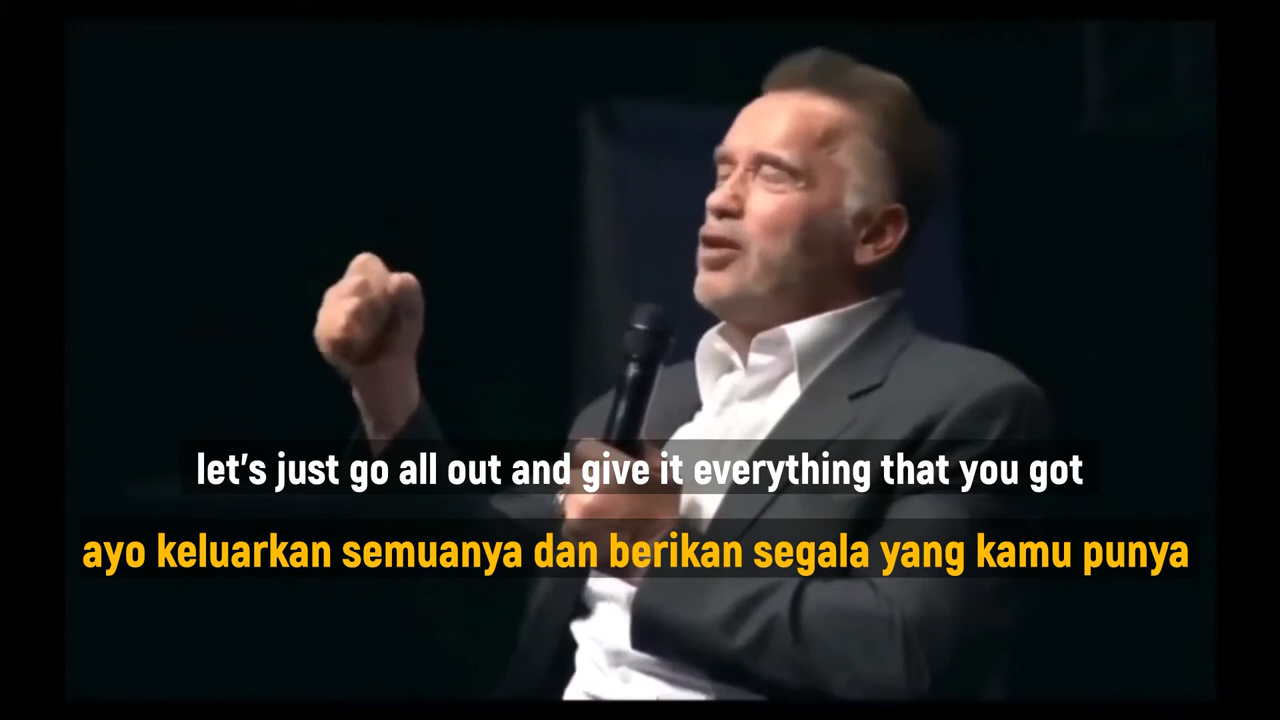 let's just go all out and give it everything that you got
ayo keluarkan semuanya dan berikan segala yang kamu punya